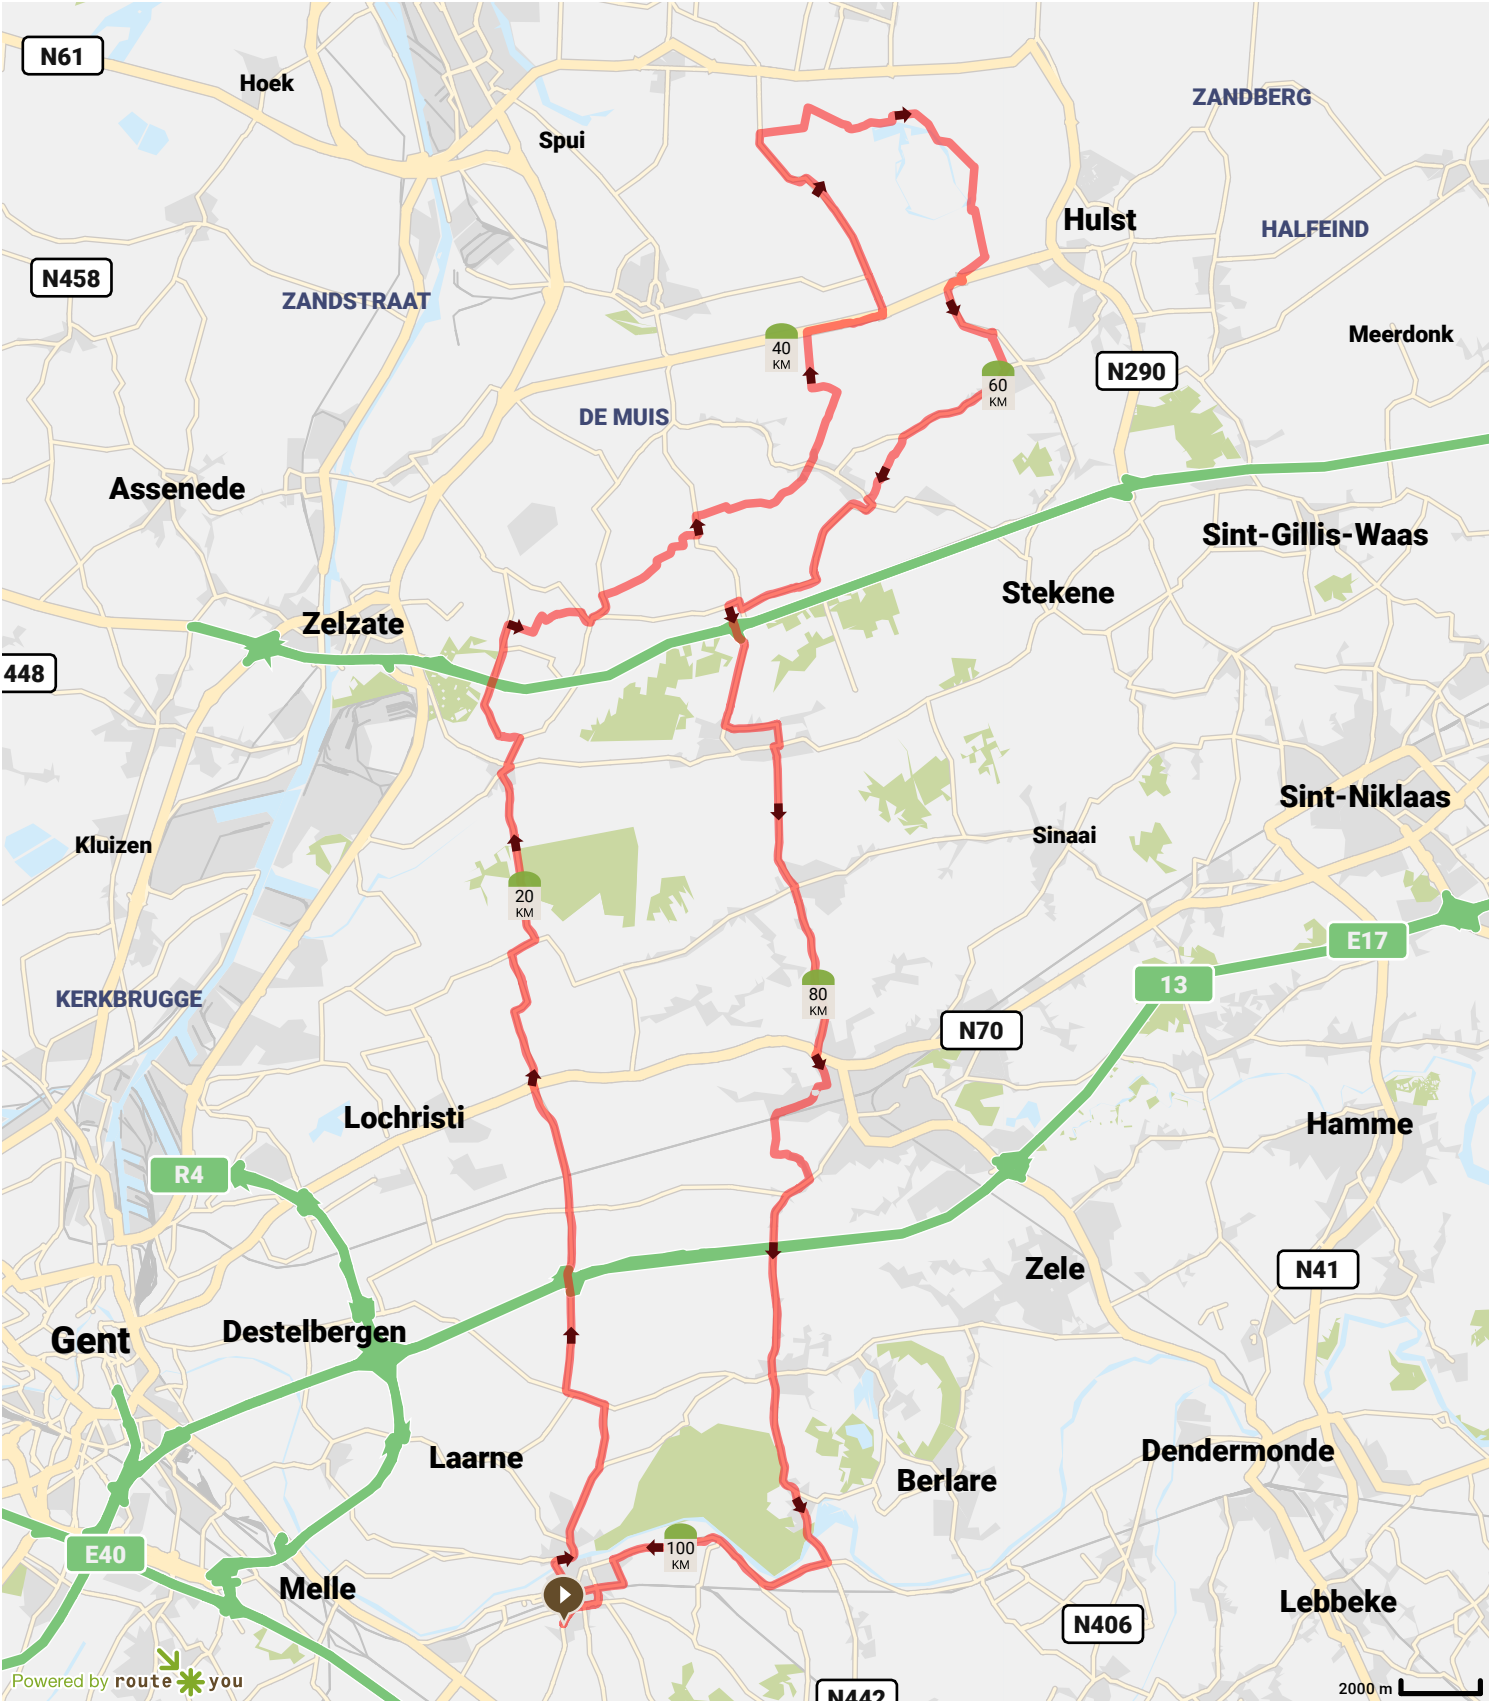 N61
Hoek
ZANDBERG
Spui
Hulst
HALFEIND
N458
ZANDSTRAAT
Meerdonk
40
KM
60
KM
N290
DE MUIS
Assenede
Sint-Gillis-Waas
Stekene
Zelzate
448
Sint-Niklaas
Kluizen
Sinaai
20
KM
E17
13
KERKBRUGGE
80
KM
N70
Lochristi
Hamme
R4
Zele
N41
Gent
Destelbergen
Laarne
Dendermonde
Berlare
E40
100
KM
Melle
Lebbeke
N406
Powered by routeyou
2000 m
N442